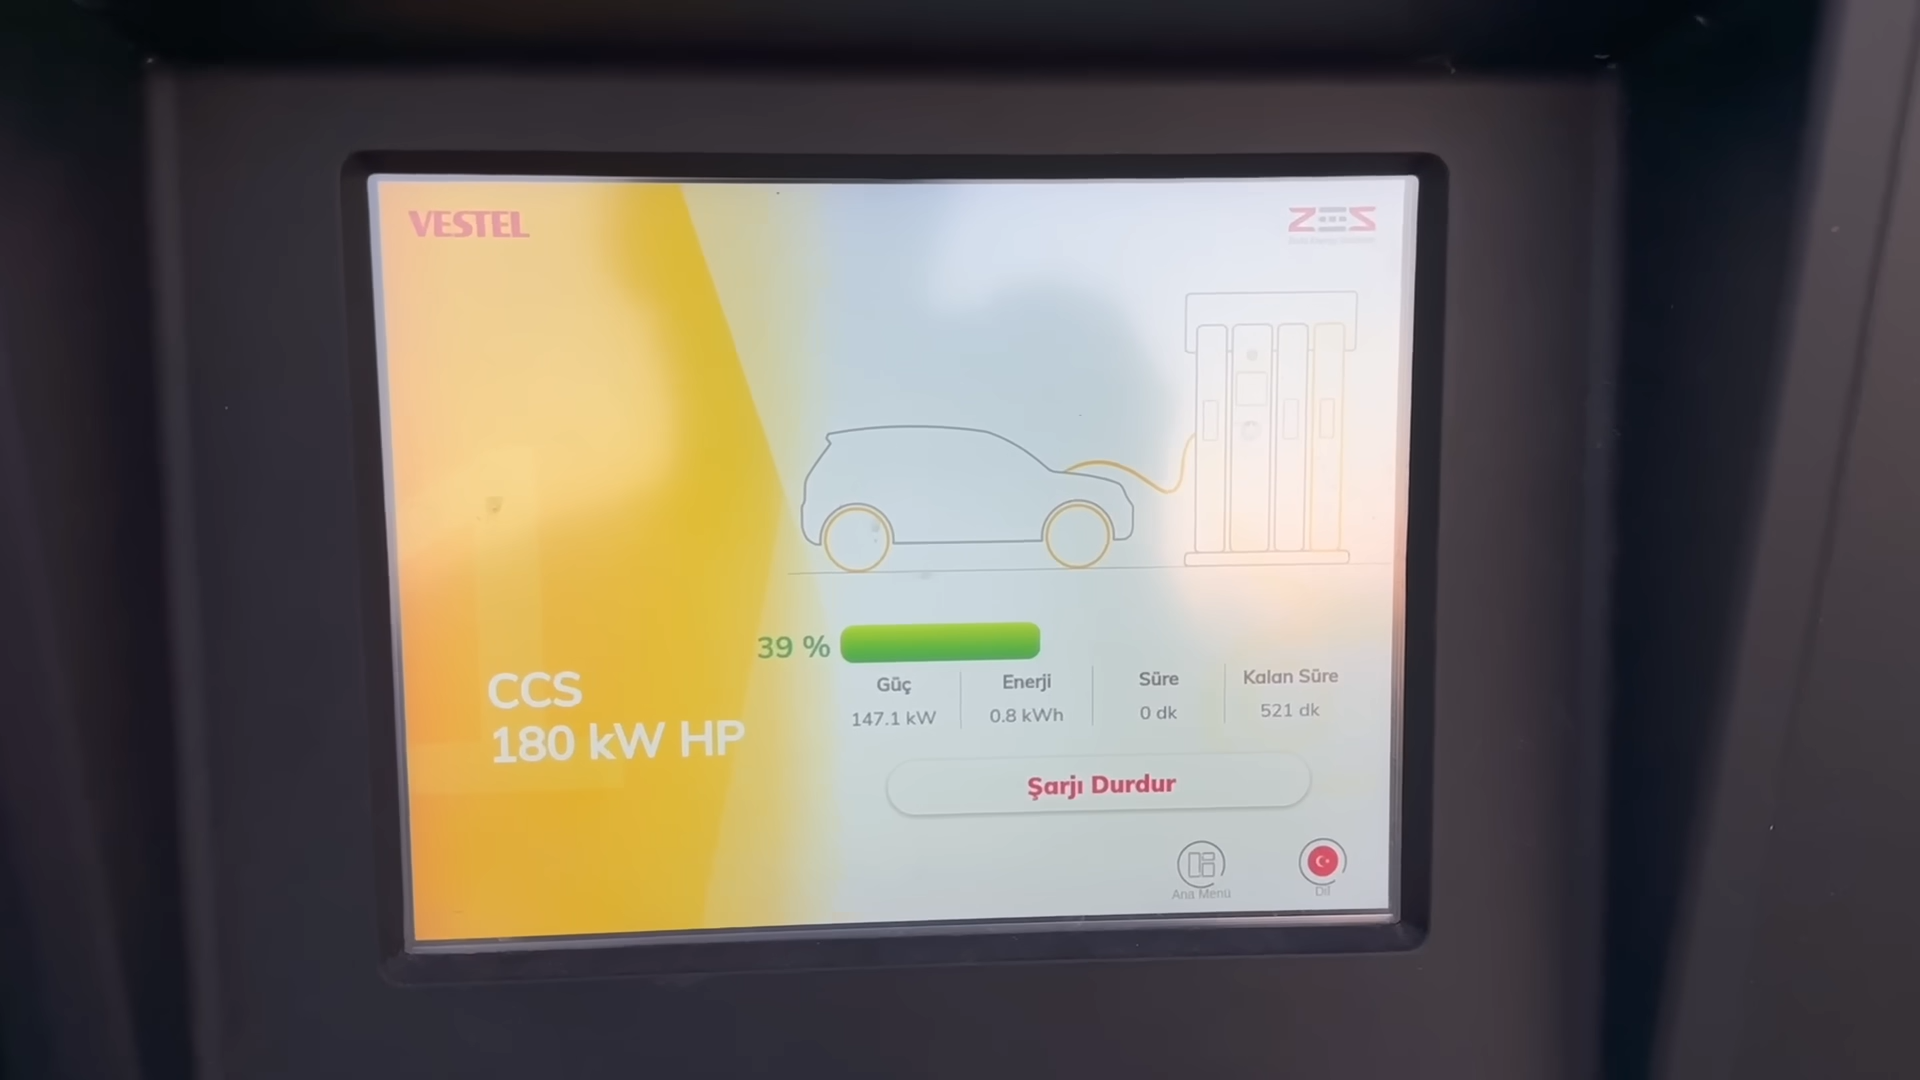 VESTEL
ZES
39 %
Güç
147.1 kW
Enerji
0.8 kWh
Süre
0 dk
Kalan Süre
521 dk
CCS
180 kW HP
Şarjı Durdur
Ana Menü
Dil